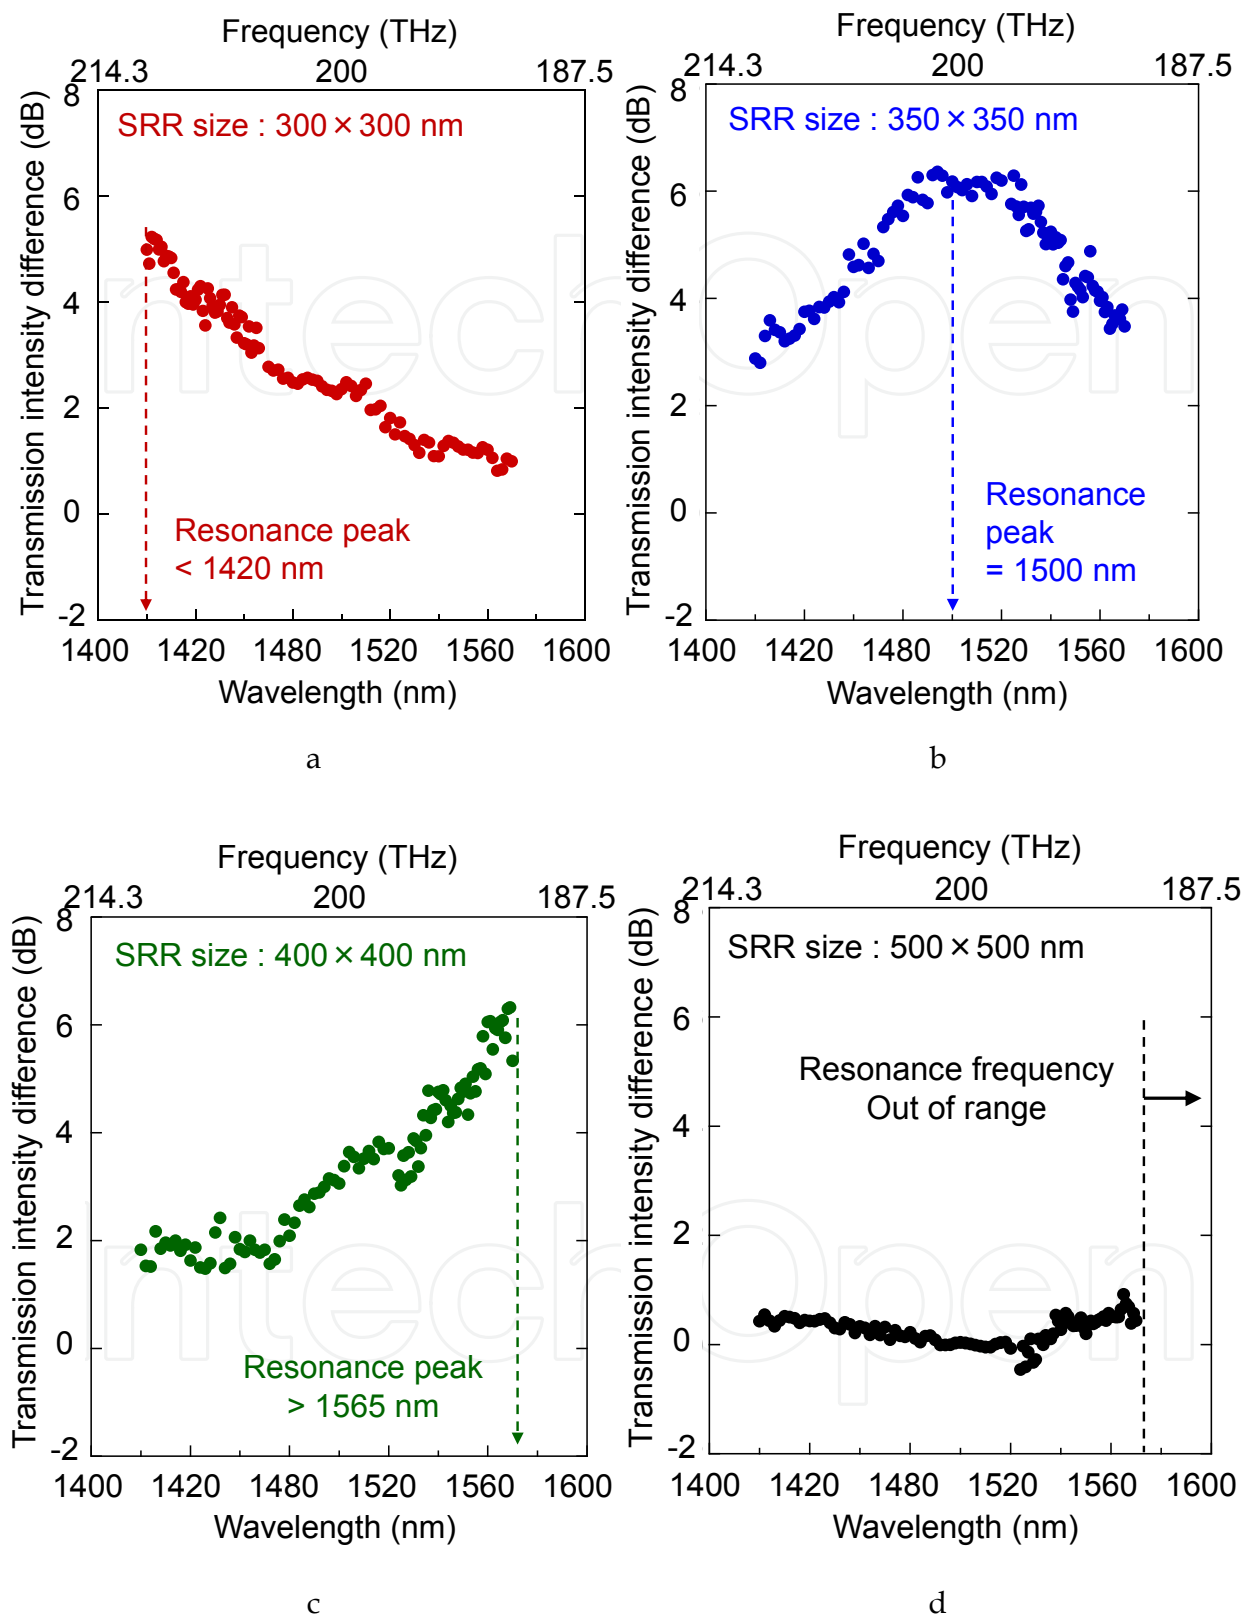 Frequency (THz)
214.3 200 187.5
SRR size : 300×300 nm
Transmission intensity difference (dB)
8
6
4
2
0
-2
Resonance peak
< 1420 nm
1400 1420 1480 1520 1560 1600
Wavelength (nm)
a
Frequency (THz)
214.3 200 187.5
SRR size : 350×350 nm
Transmission intensity difference (dB)
8
6
4
2
0
-2
Resonance
peak
= 1500 nm
1400 1420 1480 1520 1560 1600
Wavelength (nm)
b
Frequency (THz)
214.3 200 187.5
SRR size : 400×400 nm
Transmission intensity difference (dB)
8
6
4
2
0
-2
Resonance peak
> 1565 nm
1400 1420 1480 1520 1560 1600
Wavelength (nm)
c
Frequency (THz)
214.3 200 187.5
SRR size : 500×500 nm
Transmission intensity difference (dB)
8
6
4
2
0
-2
Resonance frequency
Out of range
1400 1420 1480 1520 1560 1600
Wavelength (nm)
d
ntechOpen
ntechOpen